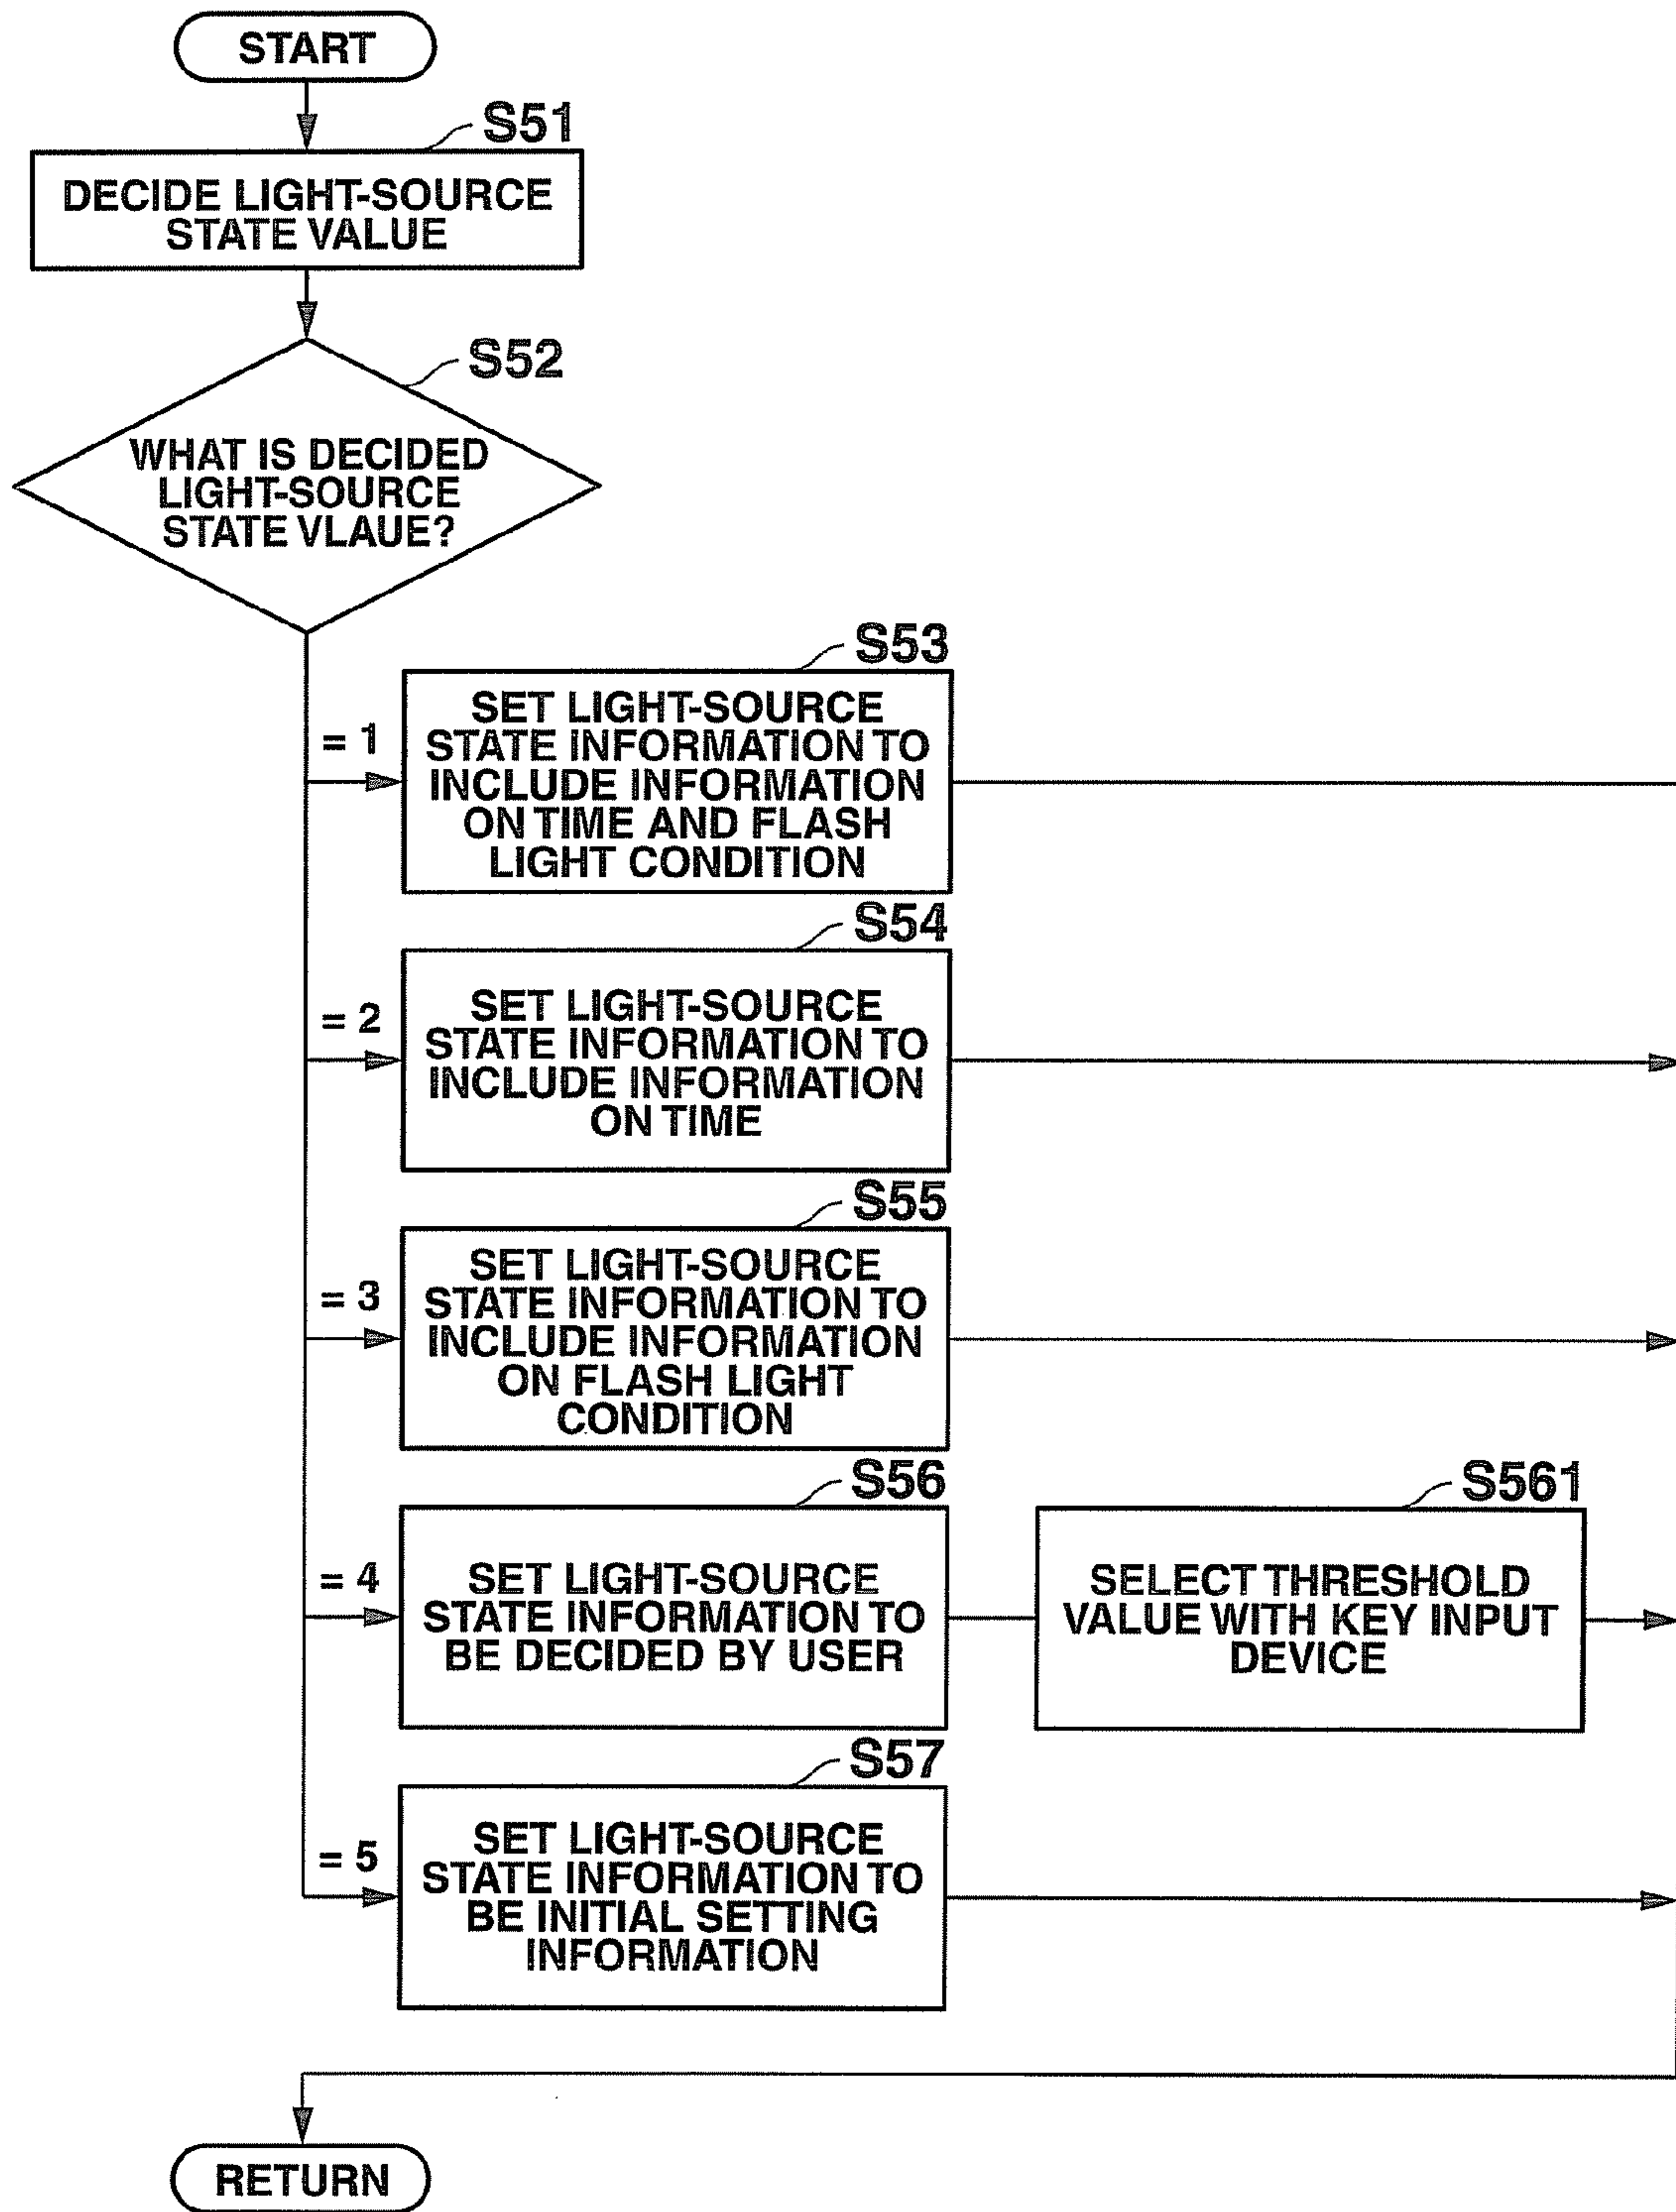 START
S51
DECIDE LIGHT-SOURCE
STATE VALUE
S52
WHAT IS DECIDED
LIGHT-SOURCE
STATE VLAUE?
S53
= 1
SET LIGHT-SOURCE
STATE INFORMATION TO
INCLUDE INFORMATION
ON TIME AND FLASH
LIGHT CONDITION
S54
= 2
SET LIGHT-SOURCE
STATE INFORMATION TO
INCLUDE INFORMATION
ON TIME
S55
= 3
SET LIGHT-SOURCE
STATE INFORMATION TO
INCLUDE INFORMATION
ON FLASH LIGHT
CONDITION
S56
= 4
SET LIGHT-SOURCE
STATE INFORMATION TO
BE DECIDED BY USER
S561
SELECT THRESHOLD
VALUE WITH KEY INPUT
DEVICE
S57
= 5
SET LIGHT-SOURCE
STATE INFORMATION TO
BE INITIAL SETTING
INFORMATION
RETURN